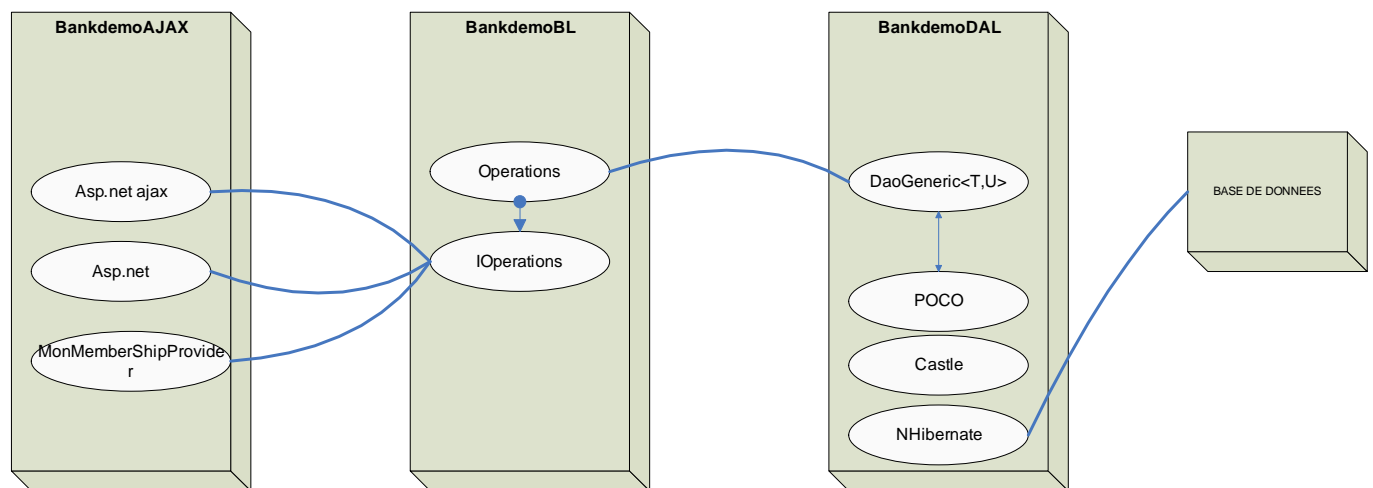 BankdemoAJAX
Asp.net ajax
Asp.net
MonMemberShipProvide
r
BankdemoBL
Operations
IOperations
BankdemoDAL
DaoGeneric<T,U>
POCO
Castle
NHibernate
BASE DE DONNEES